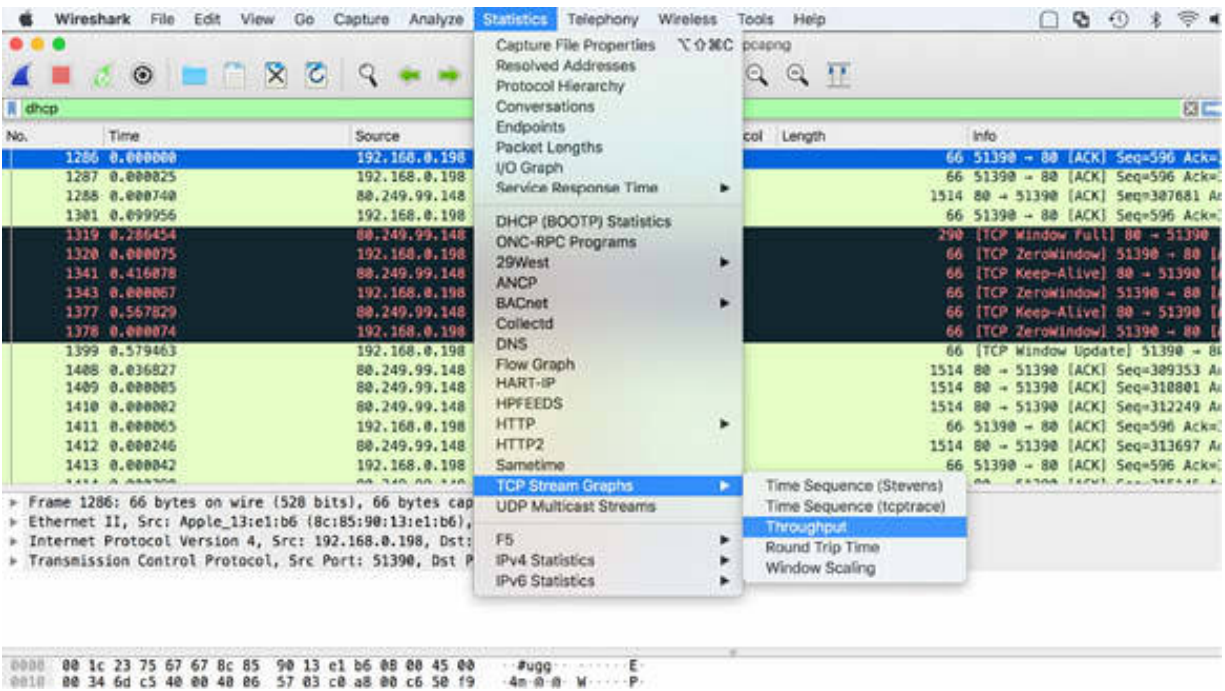 Wireshark File Edit View Go Capture Analyze Statistics Telephony Wireless Tools Help
Capture File Properties ⌥⇧⌘C
Resolved Addresses
Protocol Hierarchy
Conversations
Endpoints
Packet Lengths
I/O Graph
Service Response Time
DHCP (BOOTP) Statistics
ONC-RPC Programs
29West
ANCP
BACnet
Collectd
DNS
Flow Graph
HART-IP
HPFEEDS
HTTP
HTTP2
Sametime
TCP Stream Graphs
UDP Multicast Streams
F5
IPv4 Statistics
IPv6 Statistics
Time Sequence (Stevens)
Time Sequence (tcptrace)
Throughput
Round Trip Time
Window Scaling
pcapng
dhcp
No. Time Source col Length Info
1286 0.000000 192.168.0.198 66 51390 → 80 [ACK] Seq=596 Ack=
1287 0.000025 192.168.0.198 66 51390 → 80 [ACK] Seq=596 Ack=
1288 0.000740 80.249.99.148 1514 80 → 51390 [ACK] Seq=307681
1301 0.099956 192.168.0.198 66 51390 → 80 [ACK] Seq=596 Ack=
1319 0.286454 80.249.99.148 290 [TCP Window Full] 80 → 51390
1320 0.000075 192.168.0.198 66 [TCP ZeroWindow] 51390 → 80
1341 0.416078 80.249.99.148 66 [TCP Keep-Alive] 80 → 51390
1343 0.000067 192.168.0.198 66 [TCP ZeroWindow] 51390 → 80
1377 0.567829 80.249.99.148 66 [TCP Keep-Alive] 80 → 51390
1378 0.000074 192.168.0.198 66 [TCP ZeroWindow] 51390 → 80
1399 0.579463 192.168.0.198 66 [TCP Window Update] 51390 →
1408 0.036827 80.249.99.148 1514 80 → 51390 [ACK] Seq=309353
1409 0.000005 80.249.99.148 1514 80 → 51390 [ACK] Seq=310801
1410 0.000002 80.249.99.148 1514 80 → 51390 [ACK] Seq=312249
1411 0.000065 192.168.0.198 66 51390 → 80 [ACK] Seq=596 Ack=
1412 0.000246 80.249.99.148 1514 80 → 51390 [ACK] Seq=313697
1413 0.000042 192.168.0.198 66 51390 → 80 [ACK] Seq=596 Ack=
Frame 1286: 66 bytes on wire (528 bits), 66 bytes cap
Ethernet II, Src: Apple_13:e1:b6 (8c:85:90:13:e1:b6),
Internet Protocol Version 4, Src: 192.168.0.198, Dst:
Transmission Control Protocol, Src Port: 51390, Dst P
0000 00 1c 23 75 67 67 8c 85 90 13 e1 b6 08 00 45 00 ··#ugg·· ······E·
0010 00 34 6d c5 40 00 40 06 57 03 c0 a8 00 c6 50 f9 ·4m·@·@· W·····P·